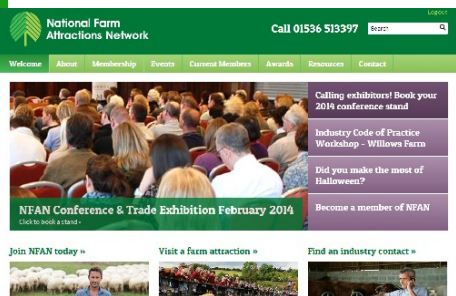 Logout
National Farm
Attractions Network
Call 01536 513397
Search
Welcome
About
Membership
Events
Current Members
Awards
Resources
Contact
Calling exhibitors! Book your
2014 conference stand
Industry Code of Practice
Workshop - Willows Farm
Did you make the most of
Halloween?
Become a member of NFAN
NFAN Conference & Trade Exhibition February 2014
Click to book a stand ›
Join NFAN today »
Visit a farm attraction »
Find an industry contact »